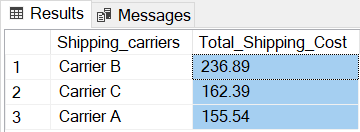 Results Messages
Shipping_carriers Total_Shipping_Cost
1 Carrier B 236.89
2 Carrier C 162.39
3 Carrier A 155.54